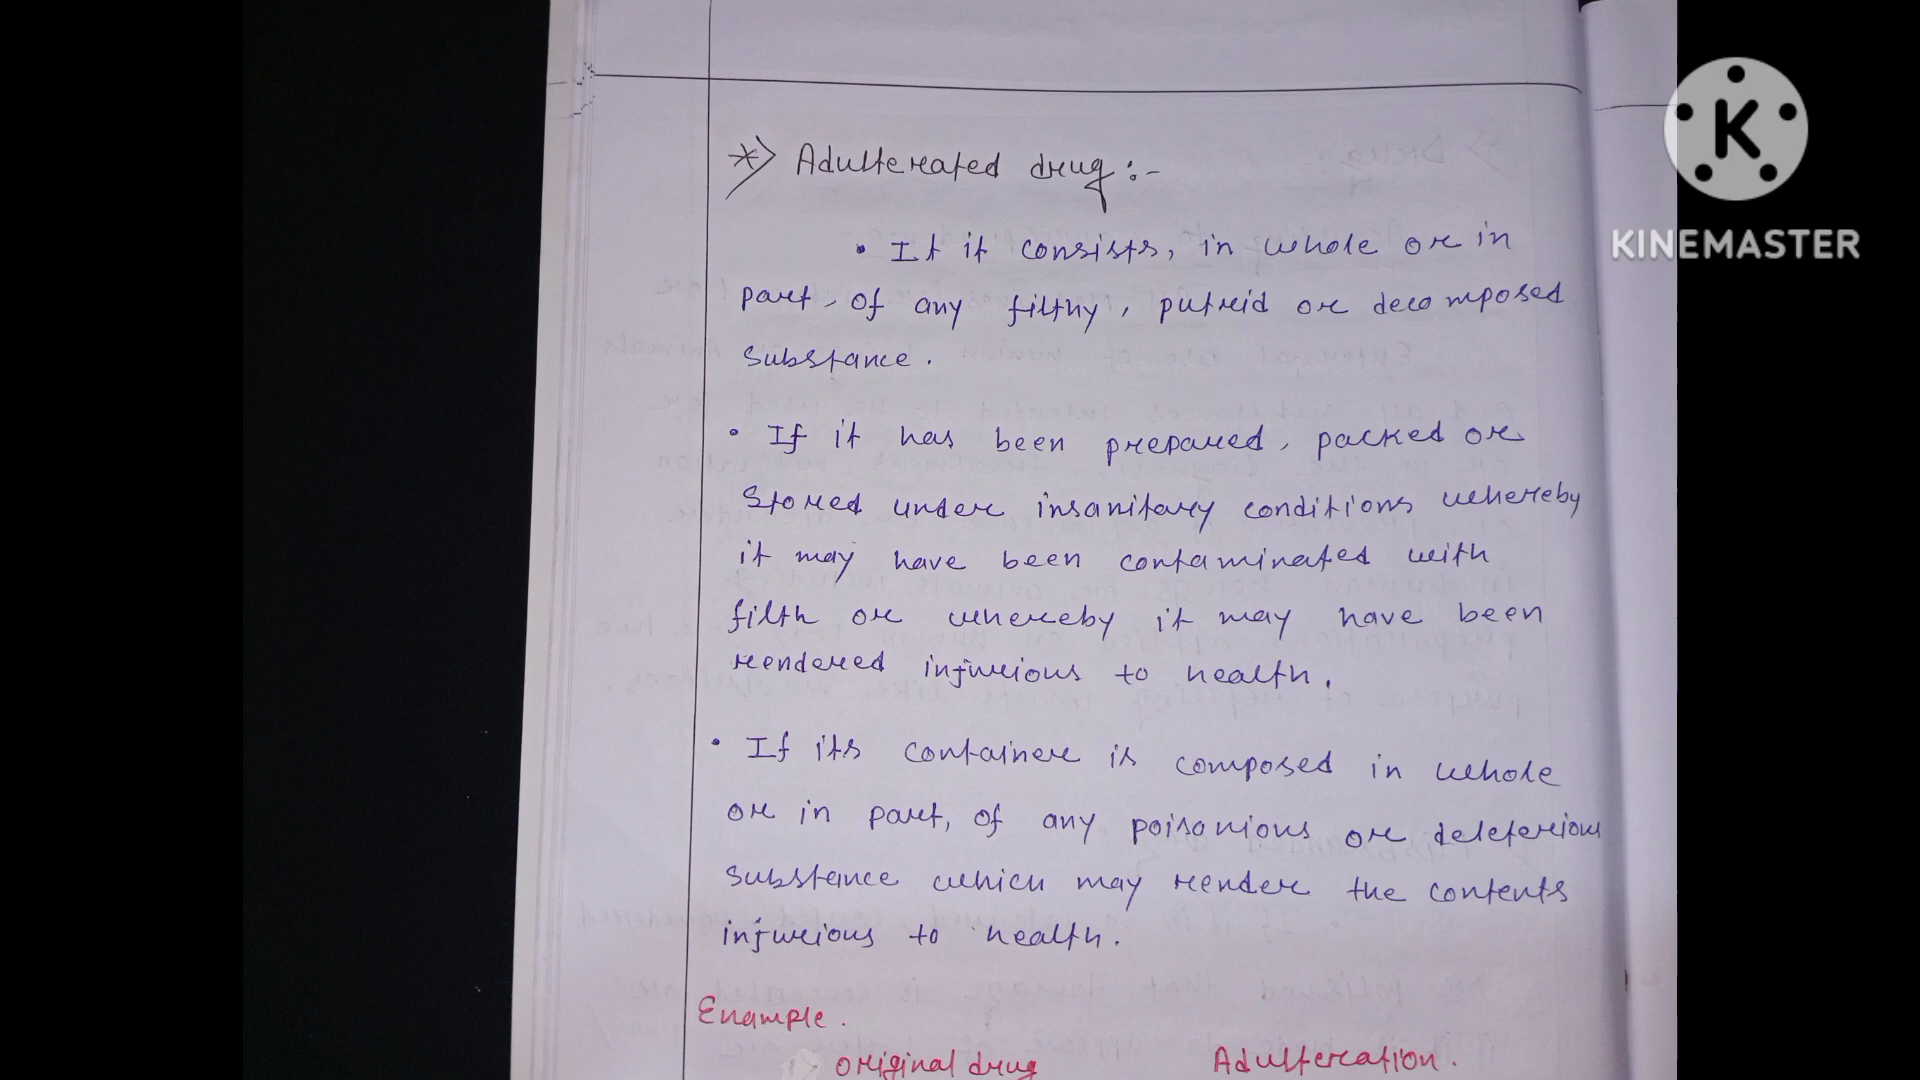 Adulterated drug :-
• If it consists, in whole or in
part, of any filthy, putreid or decomposed
substance.
• If it has been prepared, packed or
stored under insanitary conditions whereby
it may have been contaminated with
filth or whereby it may have been
rendered injurious to health.
• If its container is composed in whole
or in part, of any poisonious or deleterious
substance which may render the contents
injurious to health.
Example.
original drug Adulteration.
KINEMASTER